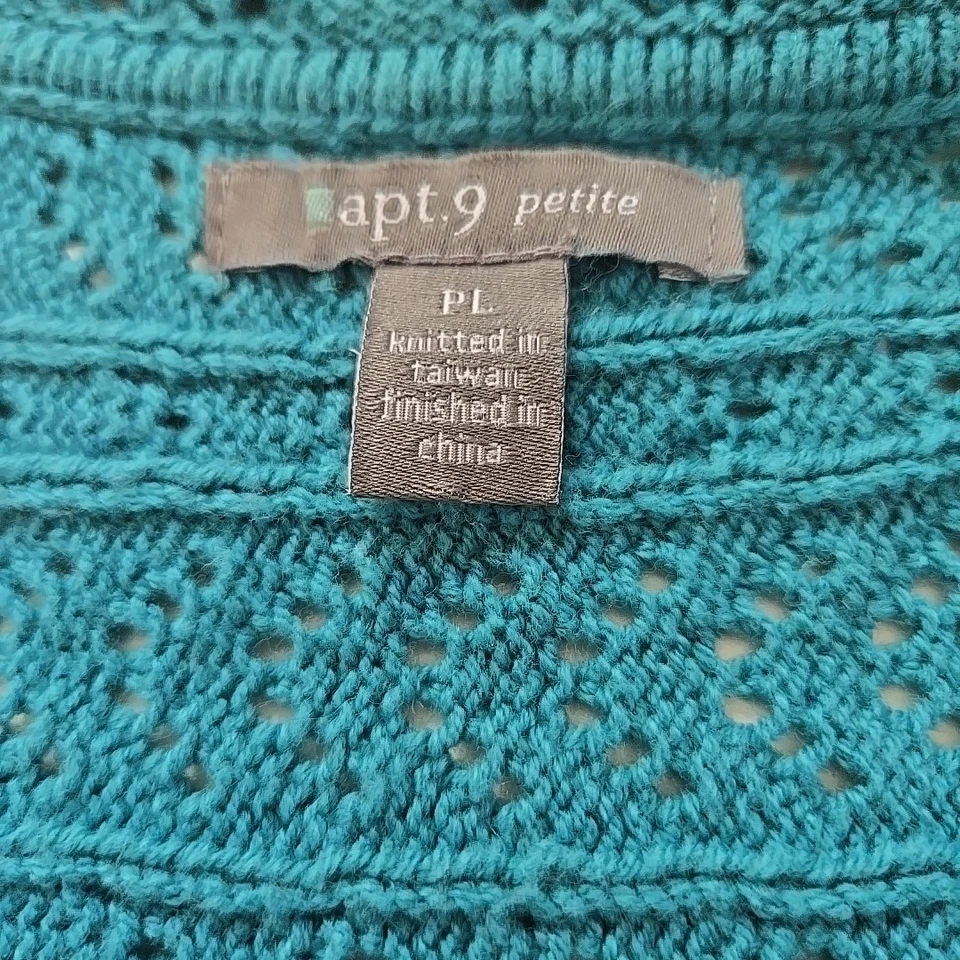 apt.9 petite
PL
knitted in
taiwan
finished in
china